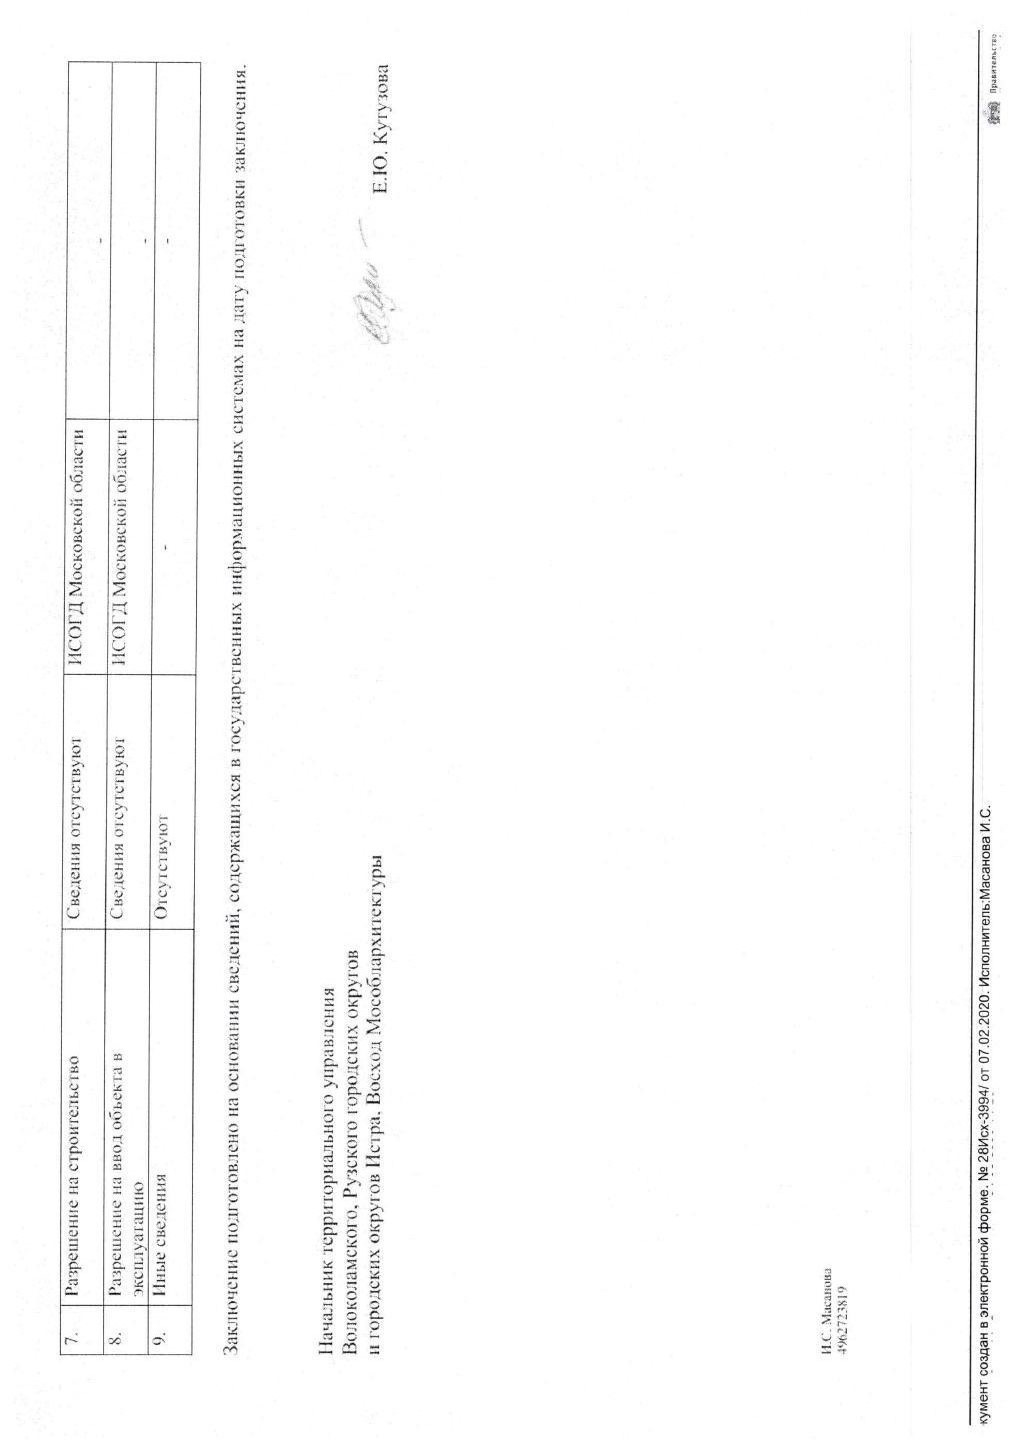 7. Разрешение на строительство Сведения отсутствуют ИСОГД Московской области -
8. Разрешение на ввод объекта в Сведения отсутствуют ИСОГД Московской области -
эксплуатацию
9. Иные сведения Отсутствуют - -
Заключение подготовлено на основании сведений, содержащихся в государственных информационных системах на дату подготовки заключения.
Начальник территориального управления
Волоколамского, Рузского городских округов
и городских округов Истра, Восход Мособлархитектуры Е.Ю. Кутузова
И.С. Масанова
4962723819
кумент создан в электронной форме. № 28Исх-3994/ от 07.02.2020. Исполнитель:Масанова И.С.
Правительство